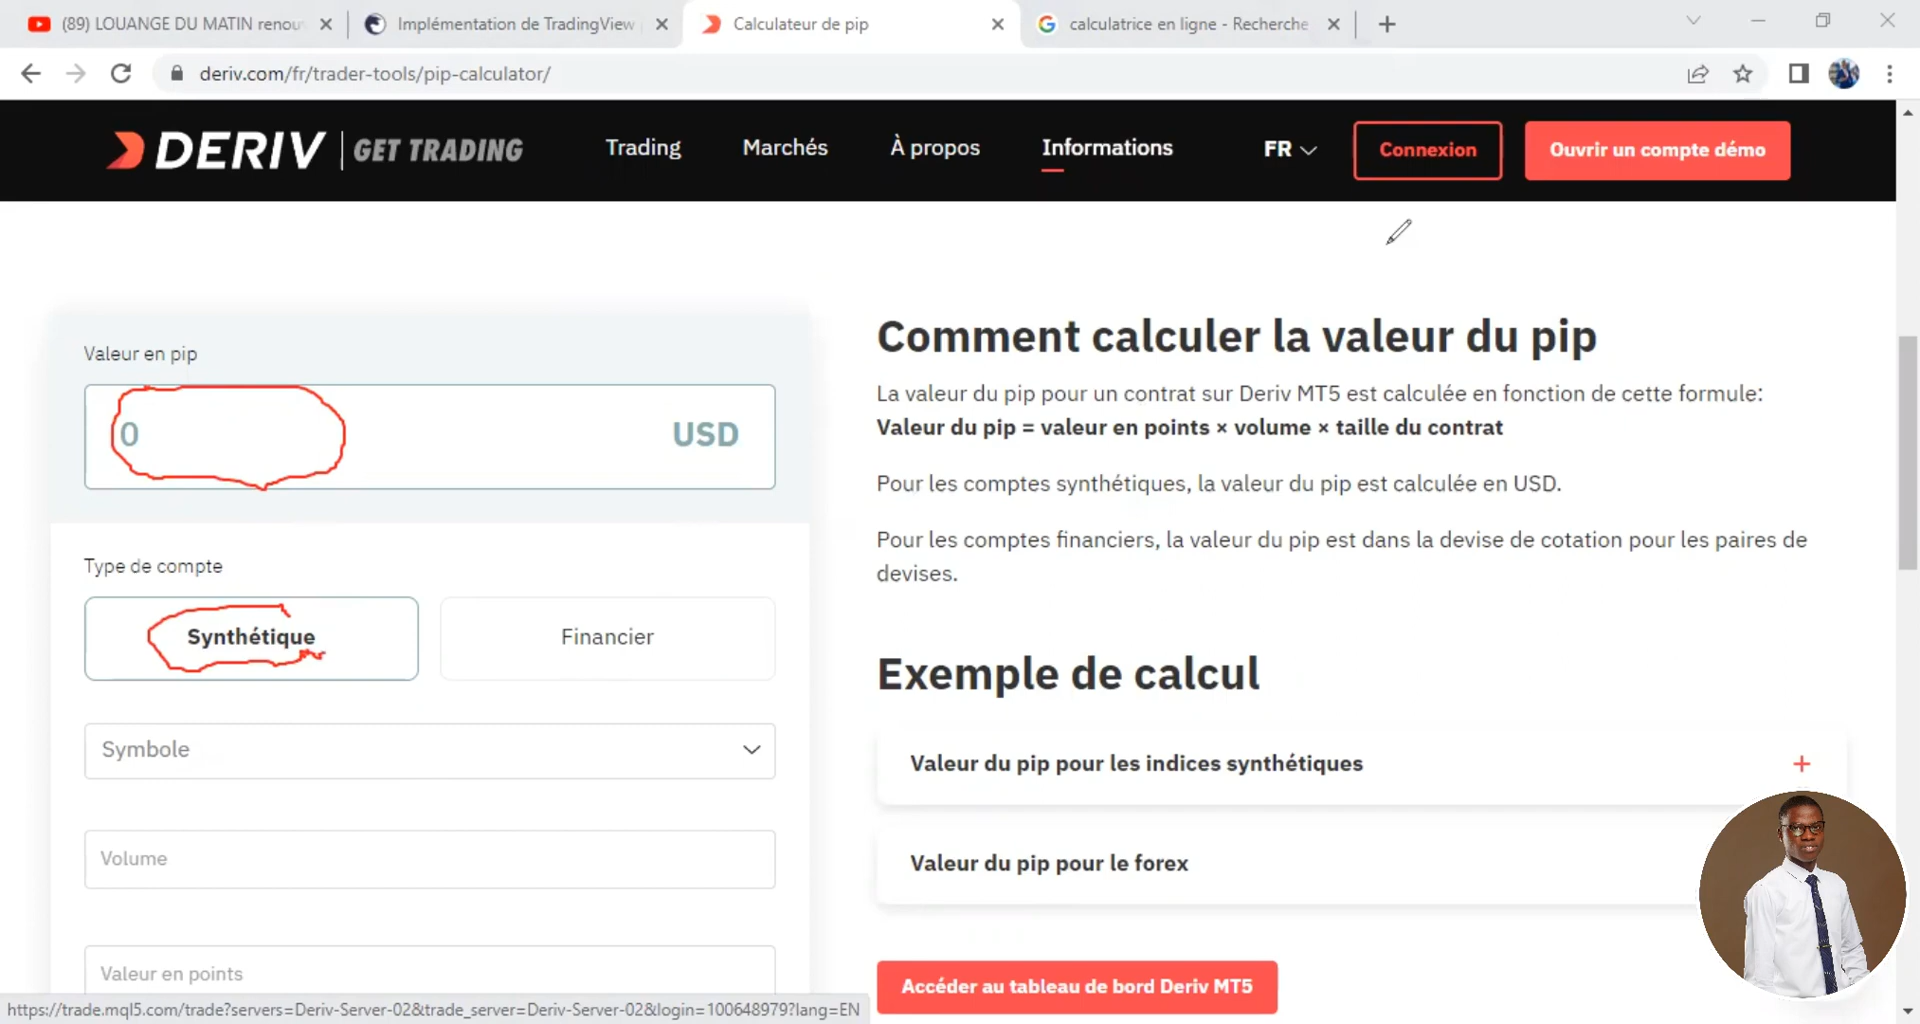 (89) LOUANGE DU MATIN renou
Implémentation de TradingView
Calculateur de pip
calculatrice en ligne - Recherche
deriv.com/fr/trader-tools/pip-calculator/
DERIV | GET TRADING
Trading
Marchés
À propos
Informations
FR
Connexion
Ouvrir un compte démo
Valeur en pip
0
USD
Type de compte
Synthétique
Financier
Symbole
Volume
Valeur en points
Comment calculer la valeur du pip
La valeur du pip pour un contrat sur Deriv MT5 est calculée en fonction de cette formule:
Valeur du pip = valeur en points × volume × taille du contrat
Pour les comptes synthétiques, la valeur du pip est calculée en USD.
Pour les comptes financiers, la valeur du pip est dans la devise de cotation pour les paires de
devises.
Exemple de calcul
Valeur du pip pour les indices synthétiques
+
Valeur du pip pour le forex
Accéder au tableau de bord Deriv MT5
https://trade.mql5.com/trade?servers=Deriv-Server-02&trade_server=Deriv-Server-02&login=100648979?lang=EN